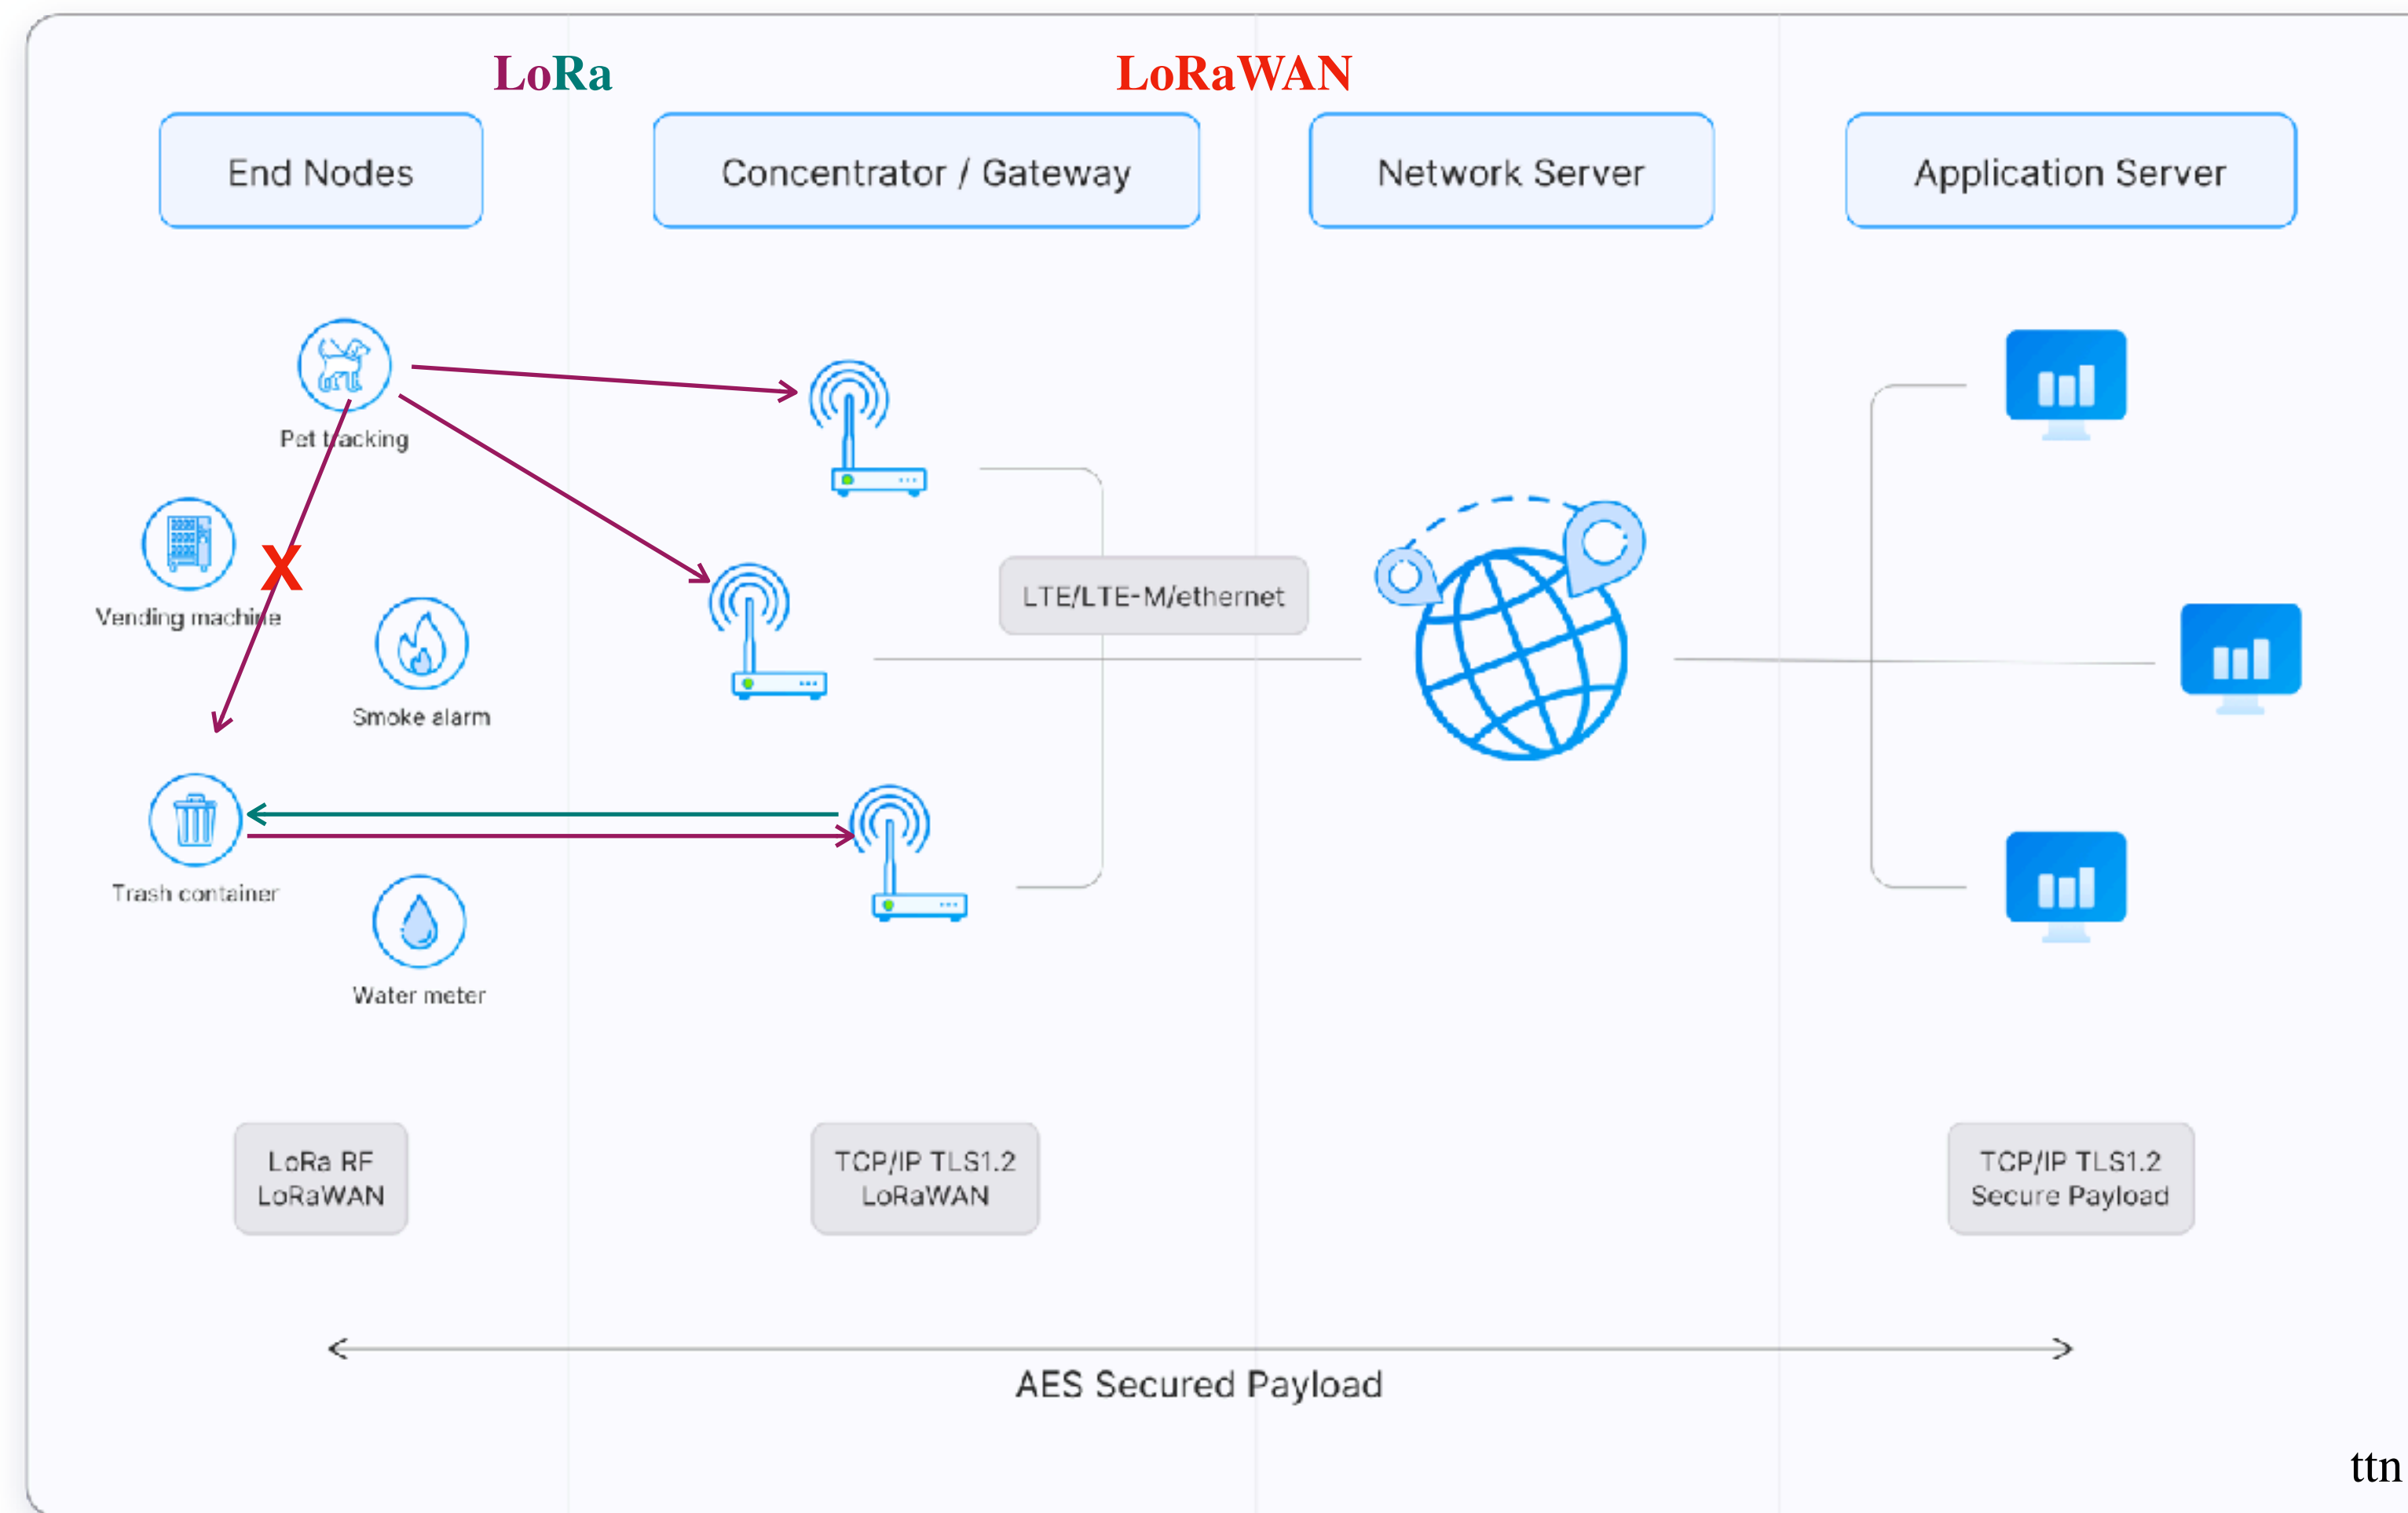 LoRa
LoRaWAN
End Nodes
Concentrator / Gateway
Network Server
Application Server
Pet tracking
Vending machine
X
LTE/LTE-M/ethernet
Smoke alarm
Trash container
Water meter
LoRa RF
LoRaWAN
TCP/IP TLS1.2
LoRaWAN
TCP/IP TLS1.2
Secure Payload
AES Secured Payload
ttn